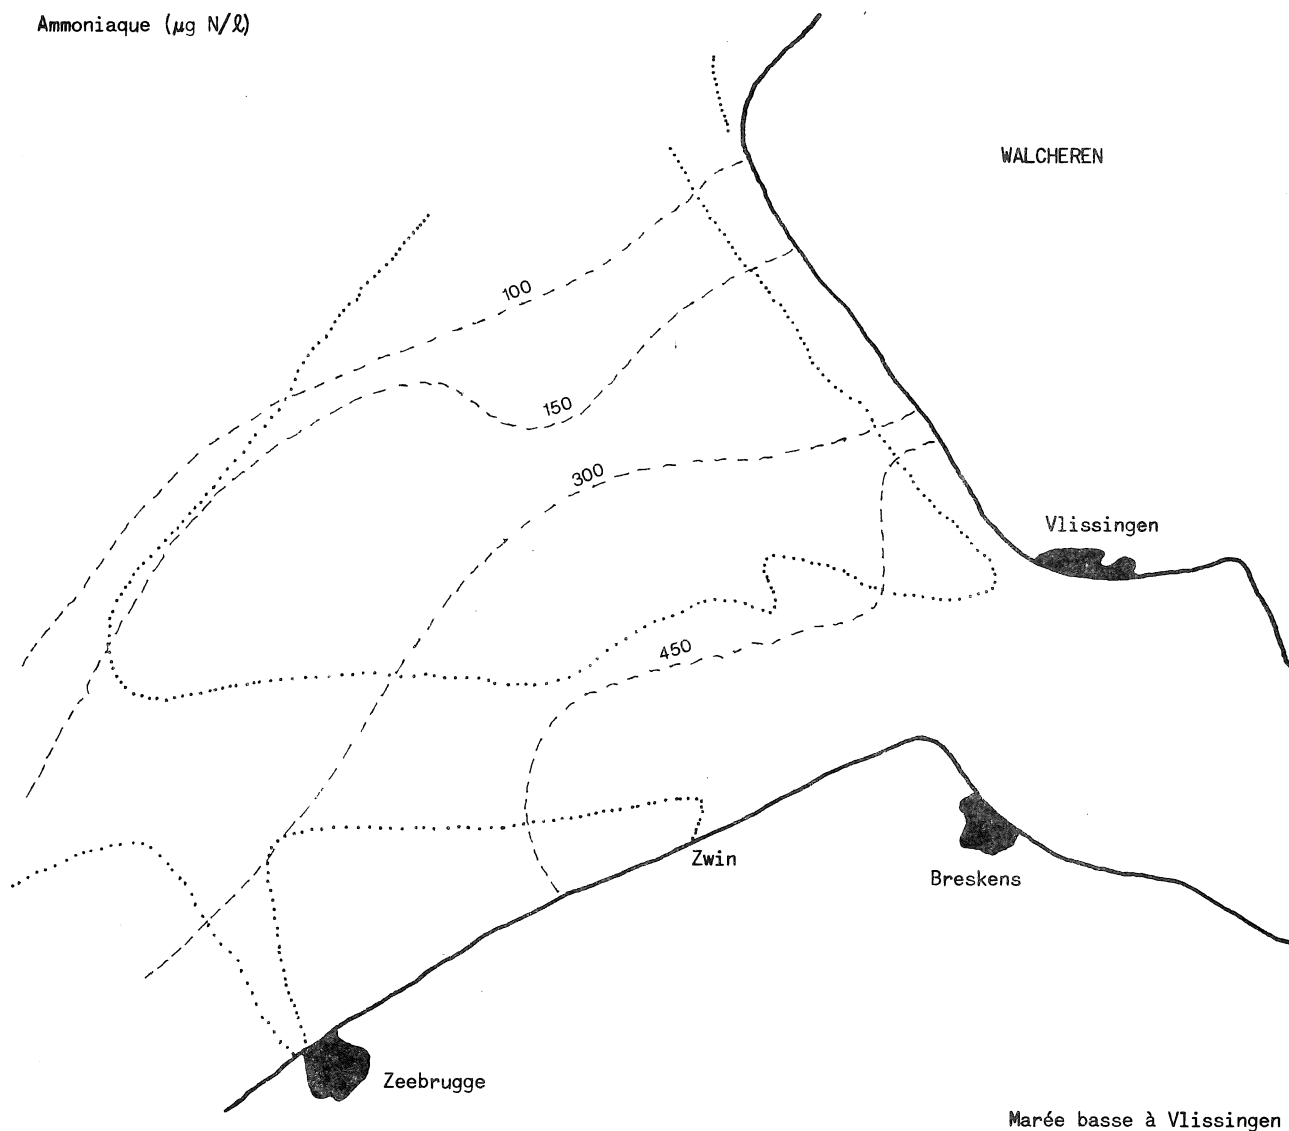 Ammoniaque (μg N/ℓ)
WALCHEREN
100
150
300
Vlissingen
450
Zwin
Breskens
Zeebrugge
Marée basse à Vlissingen